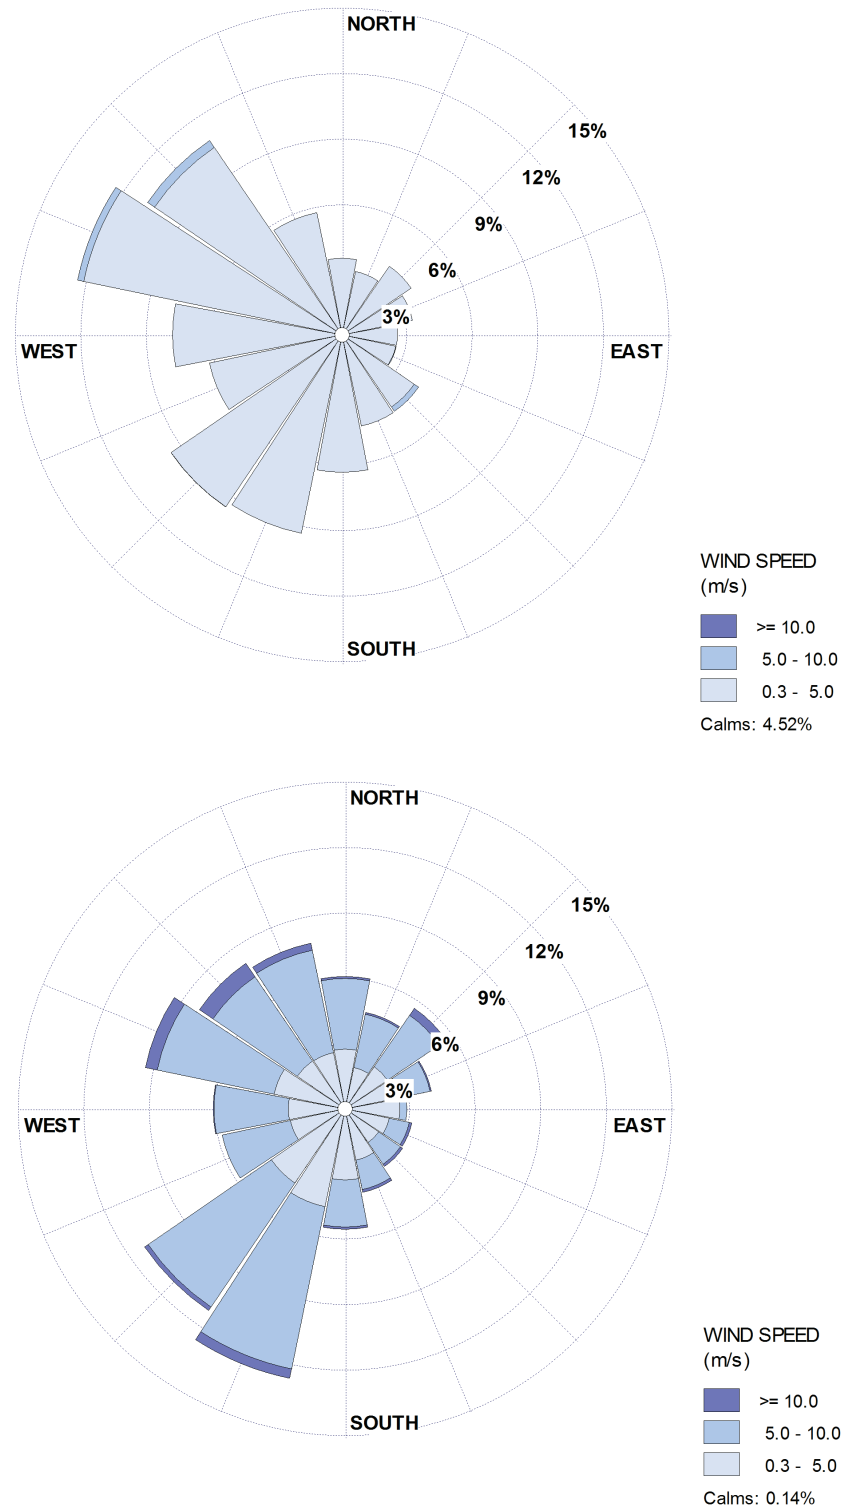 NORTH
15%
12%
9%
6%
3%
WEST
EAST
SOUTH
WIND SPEED
(m/s)
>= 10.0
5.0 - 10.0
0.3 - 5.0
Calms: 4.52%
NORTH
15%
12%
9%
6%
3%
WEST
EAST
SOUTH
WIND SPEED
(m/s)
>= 10.0
5.0 - 10.0
0.3 - 5.0
Calms: 0.14%